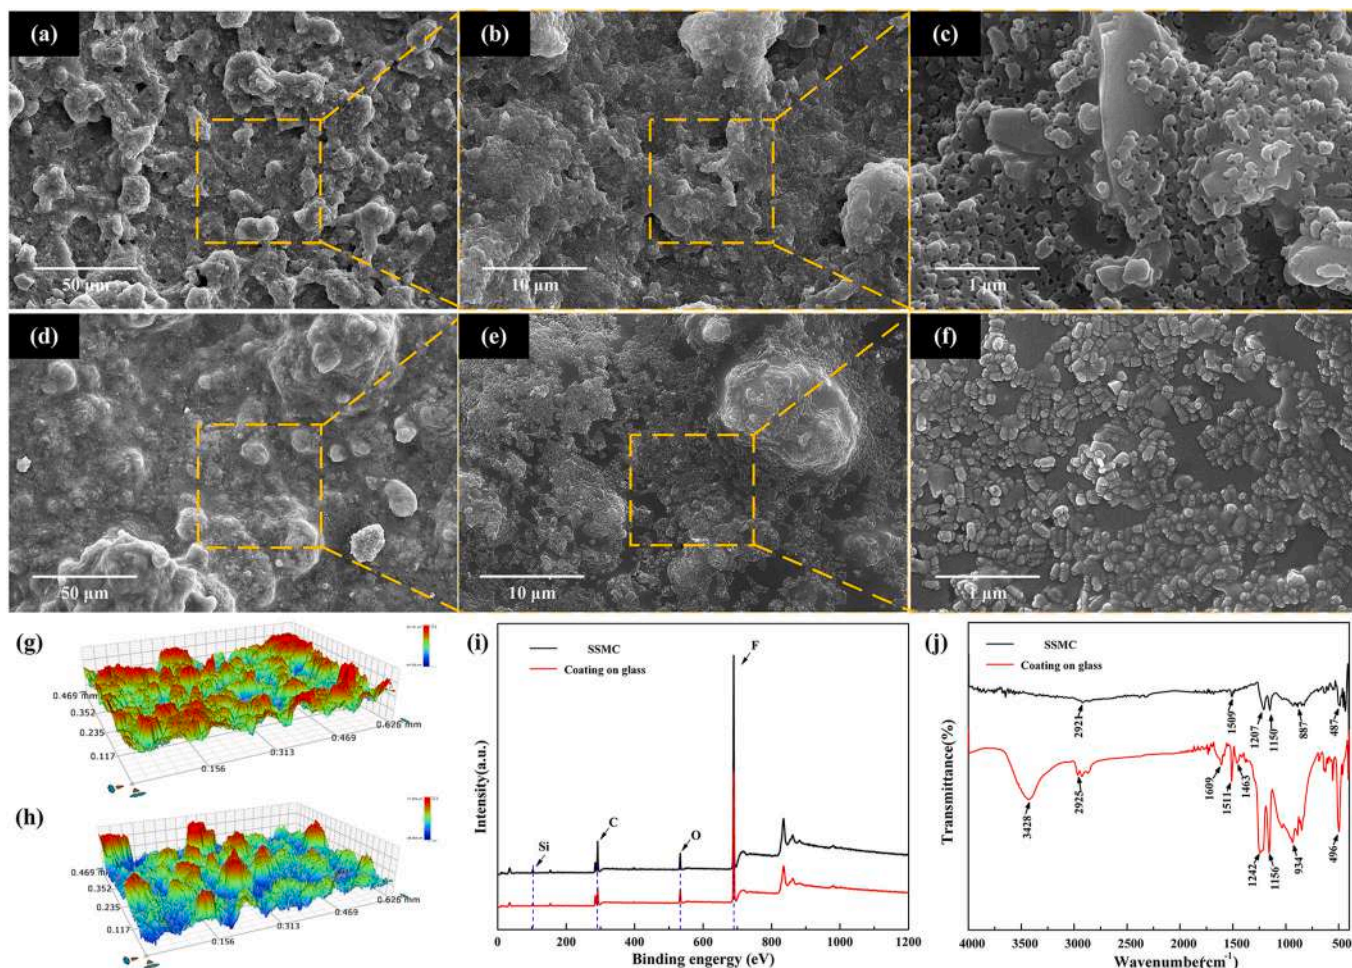 (a)
50 μm
(b)
10 μm
(c)
1 μm
(d)
50 μm
(e)
10 μm
(f)
1 μm
(g)
0.469 mm
0.352
0.235
0.117
0.156
0.313
0.469
0.626 mm
(h)
0.469 mm
0.352
0.235
0.117
0.156
0.313
0.469
0.626 mm
(i)
SSMC
Coating on glass
F
Si
C
O
Intensity(a.u.)
0
200
400
600
800
1000
1200
Binding engergy (eV)
(j)
SSMC
Coating on glass
2921
1509
1207
1150
887
487
3428
2925
1609
1511
1463
1242
1156
934
496
Transmittance(%)
4000
3000
2500
2000
1500
1000
500
Wavenumber(cm-1)